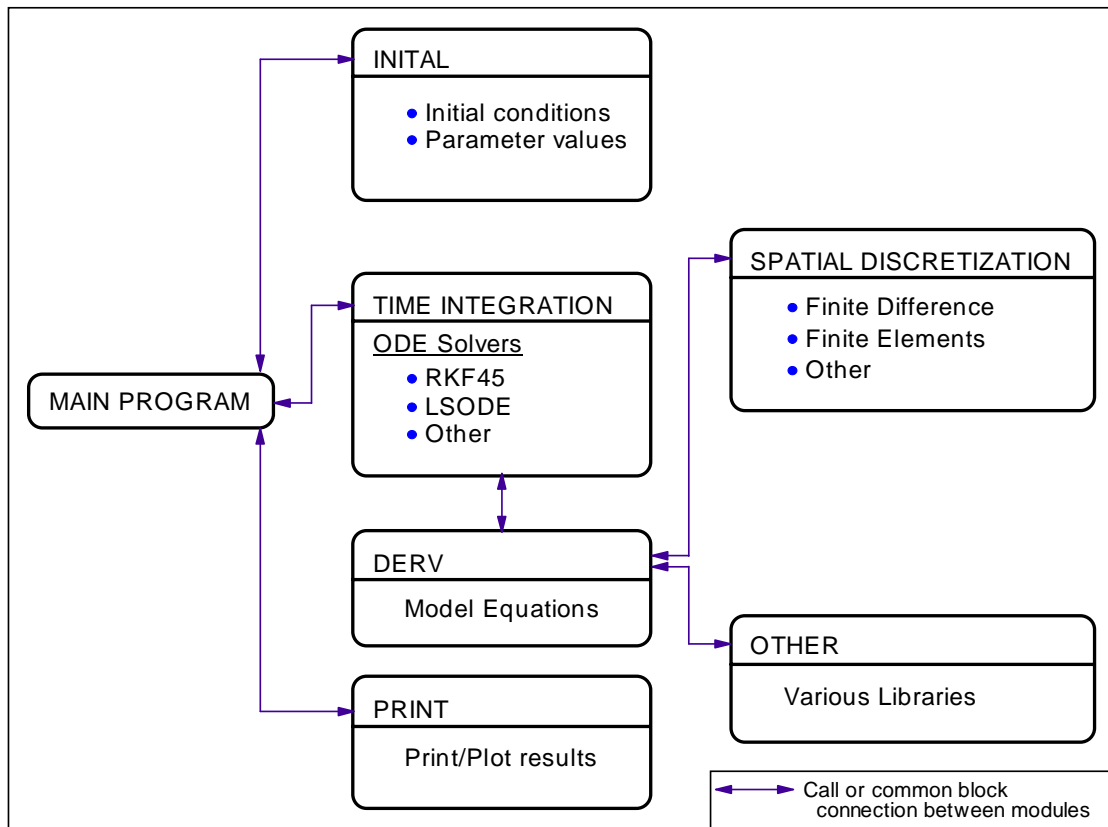 INITAL
• Initial conditions
• Parameter values
SPATIAL DISCRETIZATION
• Finite Difference
• Finite Elements
• Other
TIME INTEGRATION
ODE Solvers
• RKF45
• LSODE
• Other
MAIN PROGRAM
DERV
Model Equations
OTHER
Various Libraries
PRINT
Print/Plot results
Call or common block
connection between modules